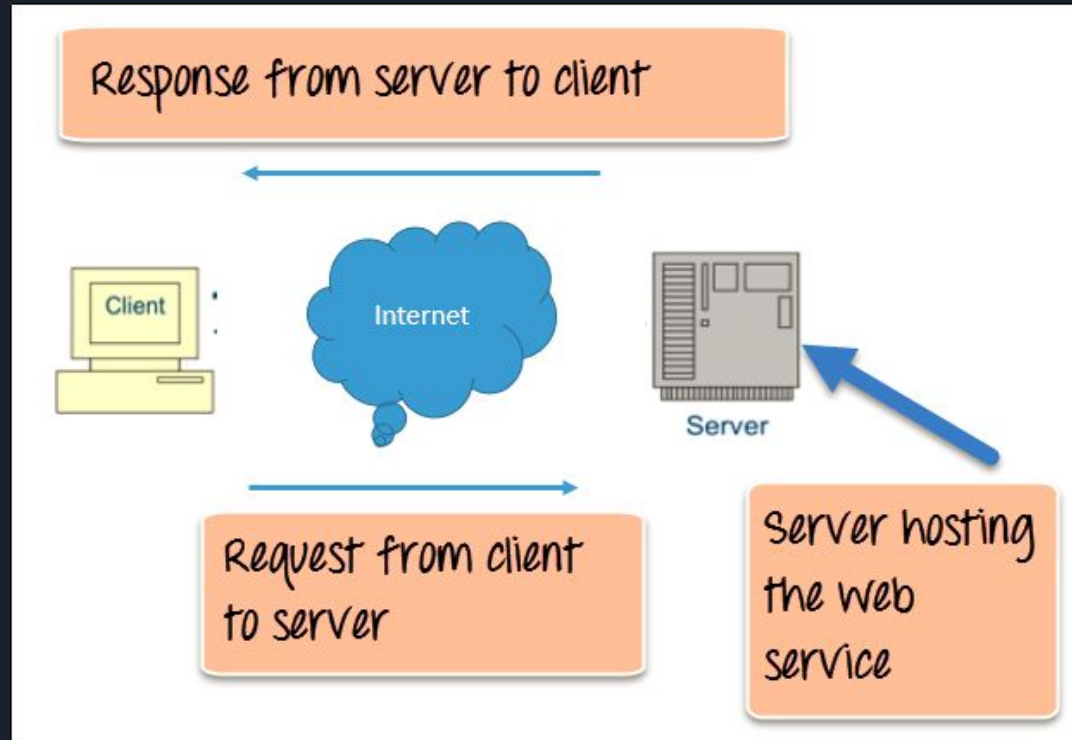 Response from server to client
Client
Internet
Server
Request from client
to server
Server hosting
the web
service